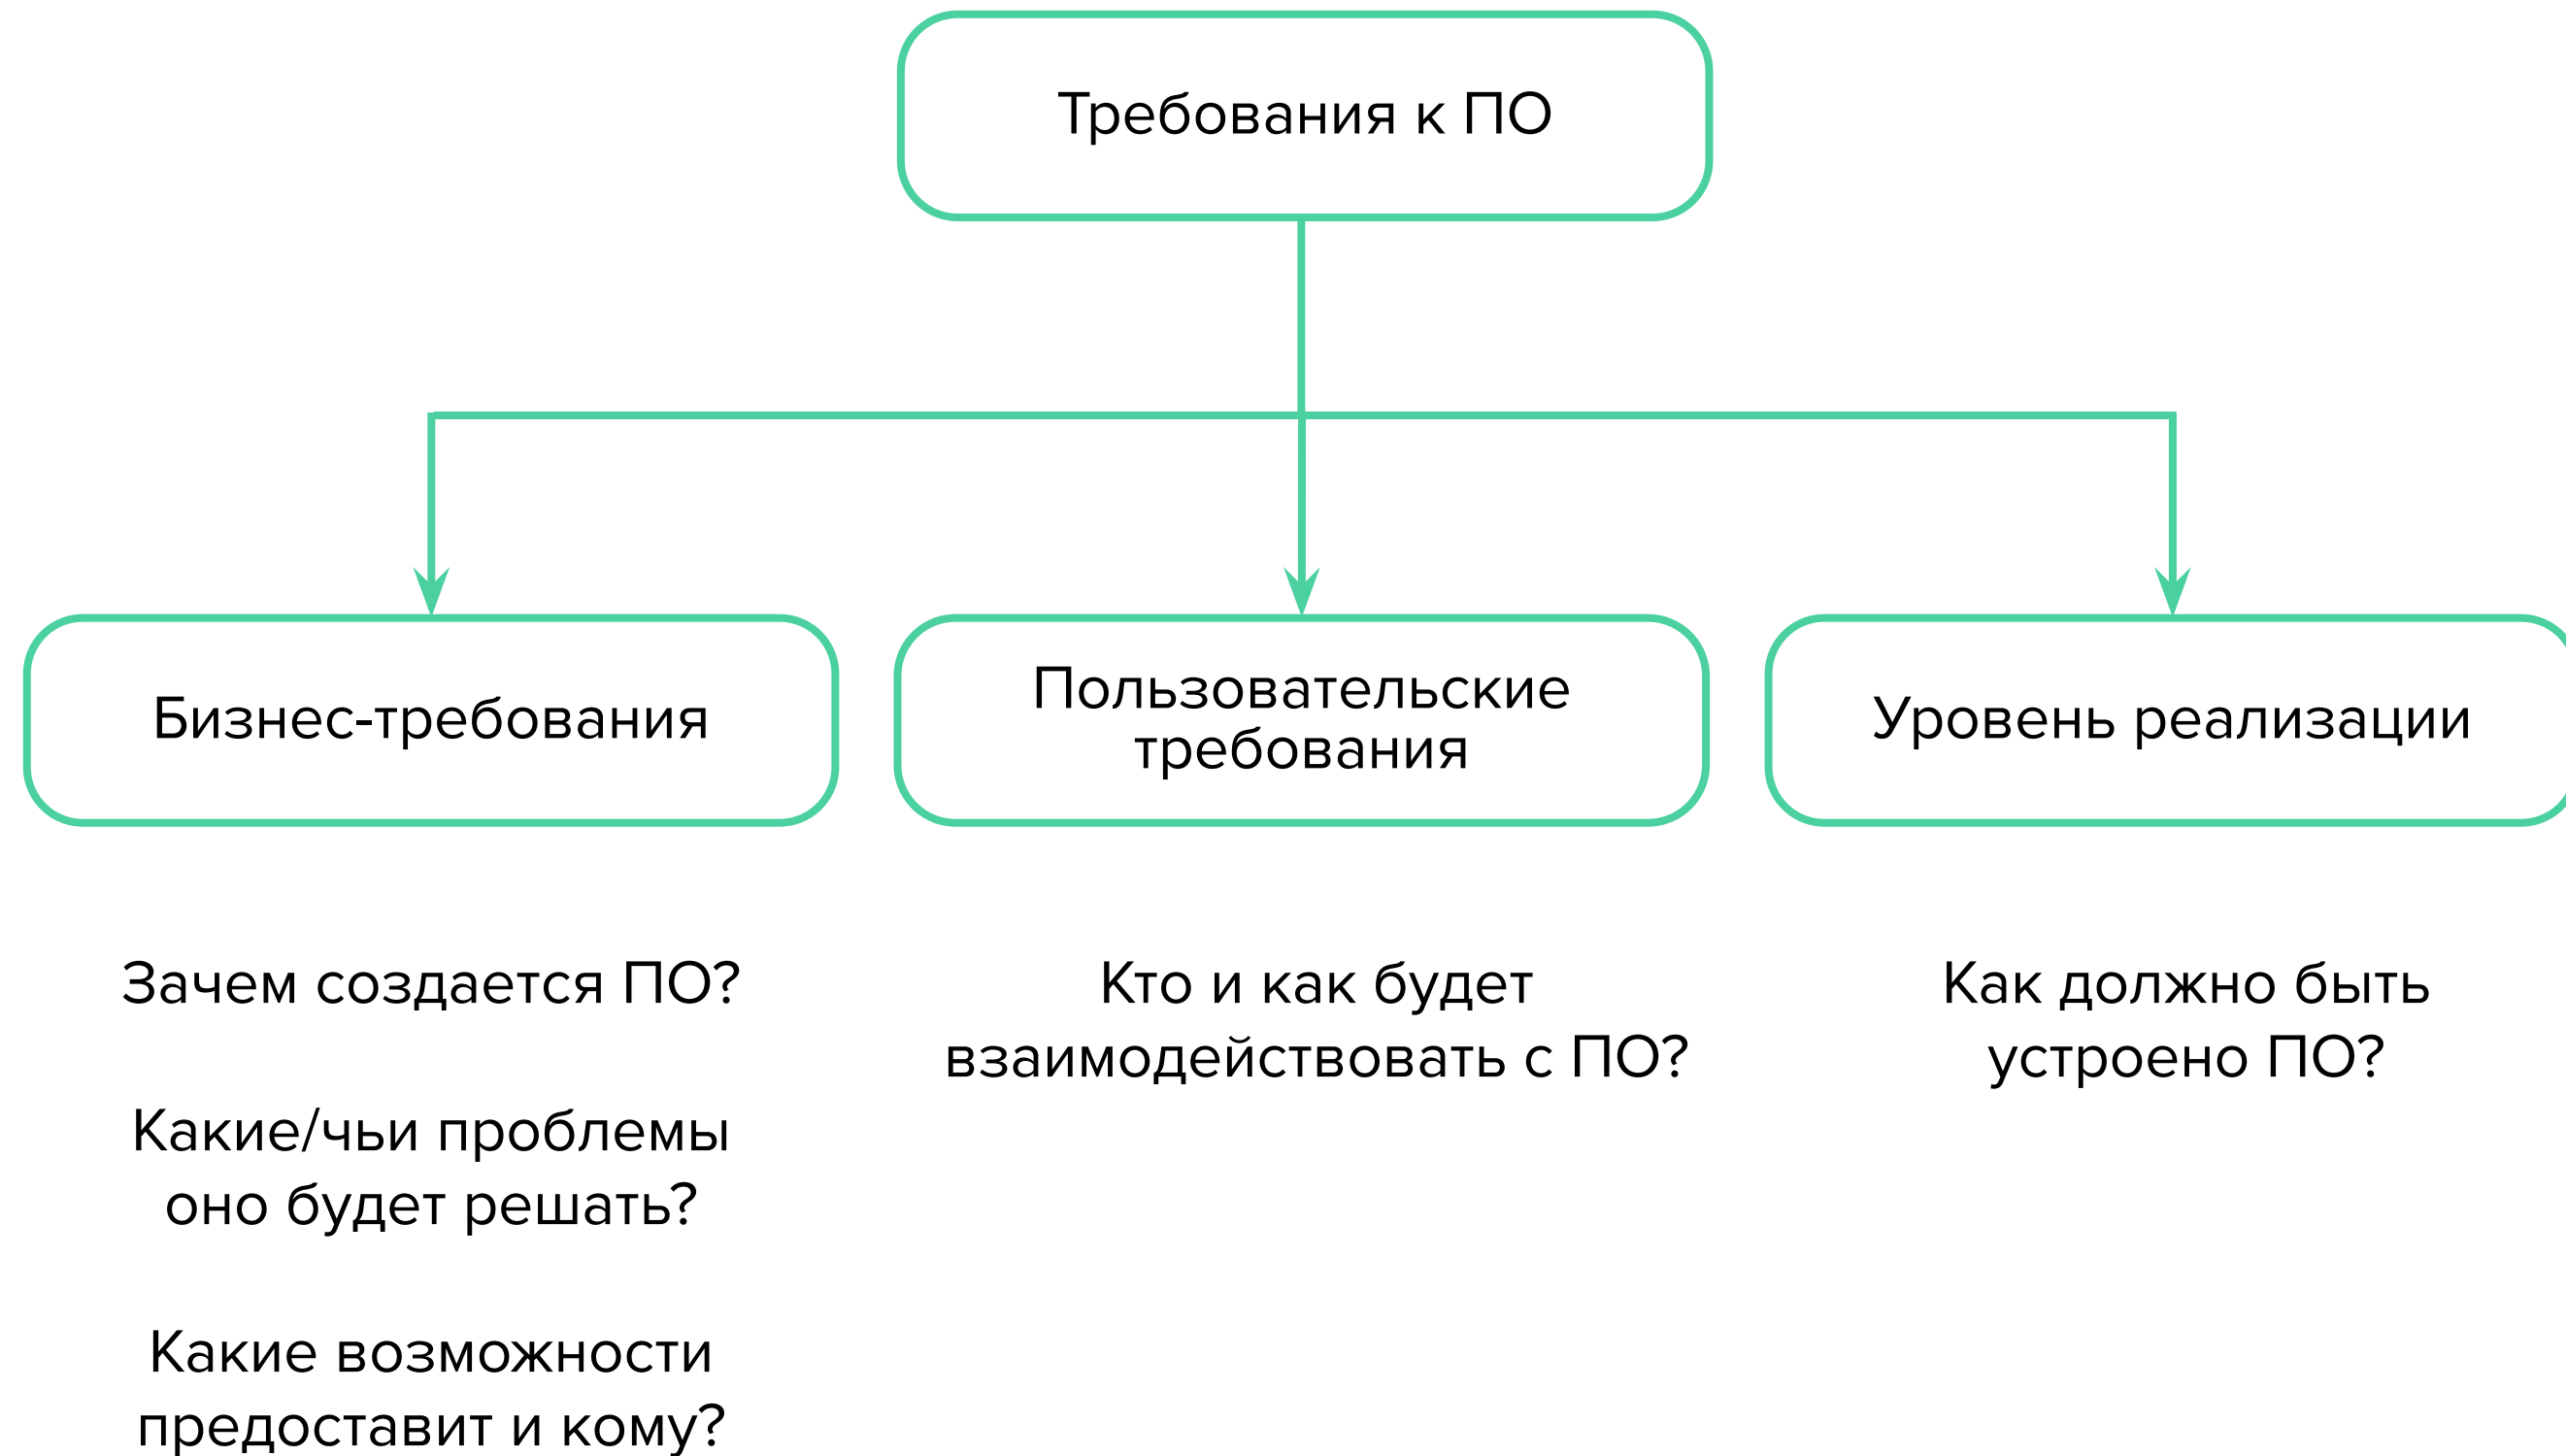 Требования к ПО
Бизнес-требования
Пользовательские
требования
Уровень реализации
Зачем создается ПО?
Какие/чьи проблемы
оно будет решать?
Какие возможности
предоставит и кому?
Кто и как будет
взаимодействовать с ПО?
Как должно быть
устроено ПО?